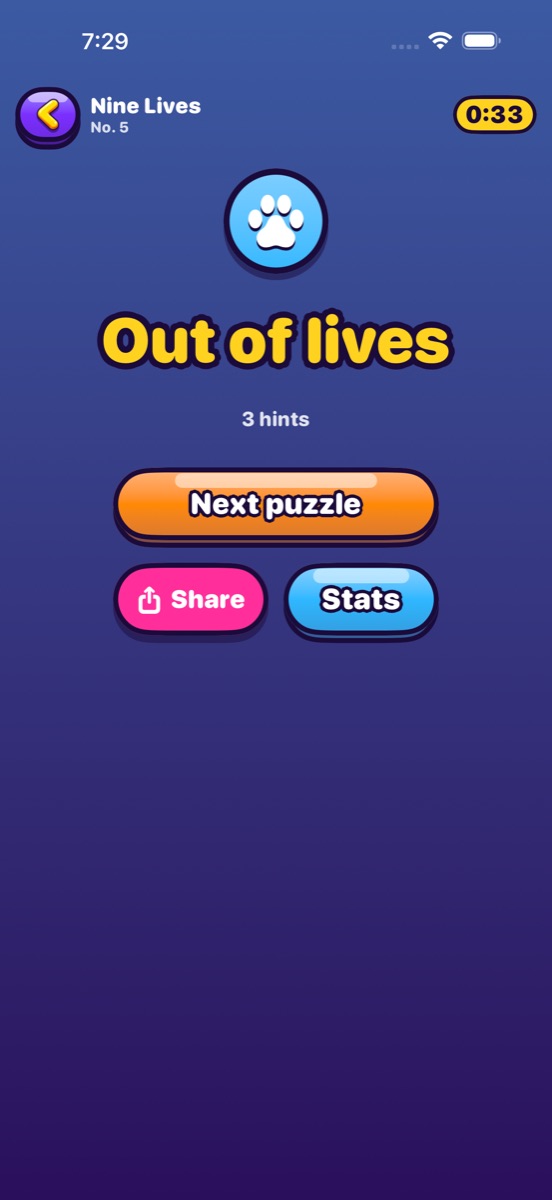 7:29
Nine Lives
No. 5
0:33
Out of lives
3 hints
Next puzzle
Share
Stats